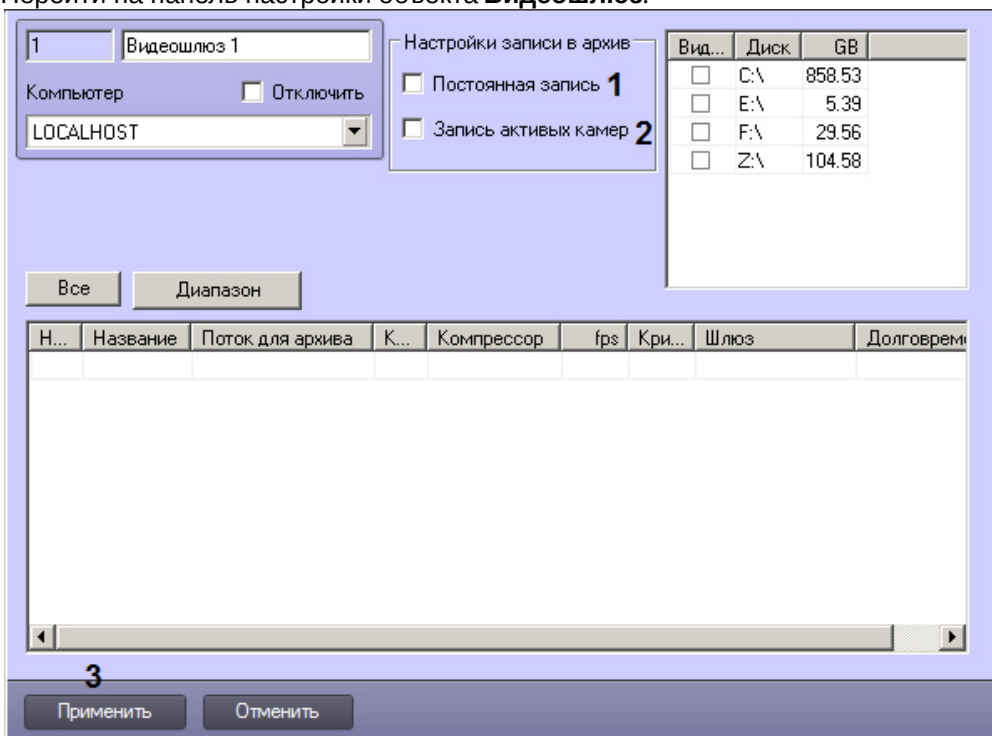 Перейти на панель настройки объекта Видеошлюз.
1 Видеошлюз 1
Компьютер Отключить
LOCALHOST
Настройки записи в архив
Постоянная запись 1
Запись активных камер 2
Вид... Диск GB
C:\ 858.53
E:\ 5.39
F:\ 29.56
Z:\ 104.58
Все Диапазон
Н... Название Поток для архива К... Компрессор fps Кри... Шлюз Долговреме
3
Применить Отменить